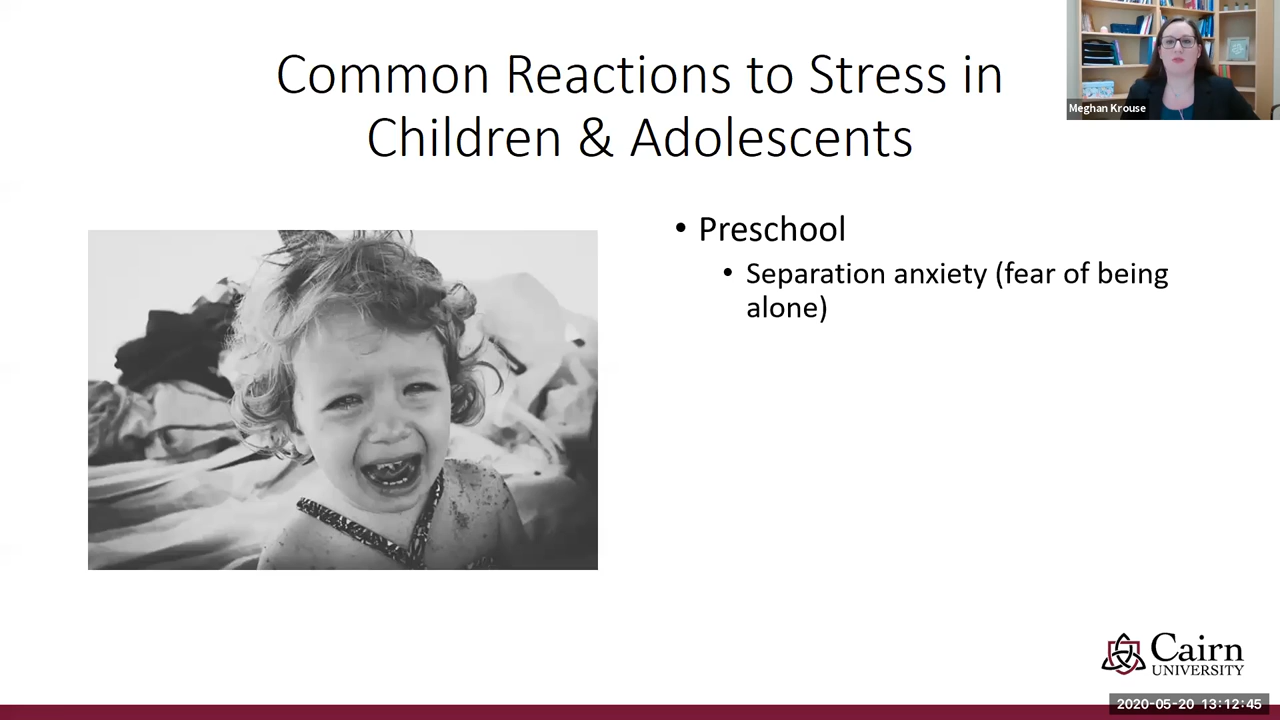 Common Reactions to Stress in
Children & Adolescents
Meghan Krouse
• Preschool
• Separation anxiety (fear of being
alone)
Cairn
UNIVERSITY
2020-05-20 13:12:45